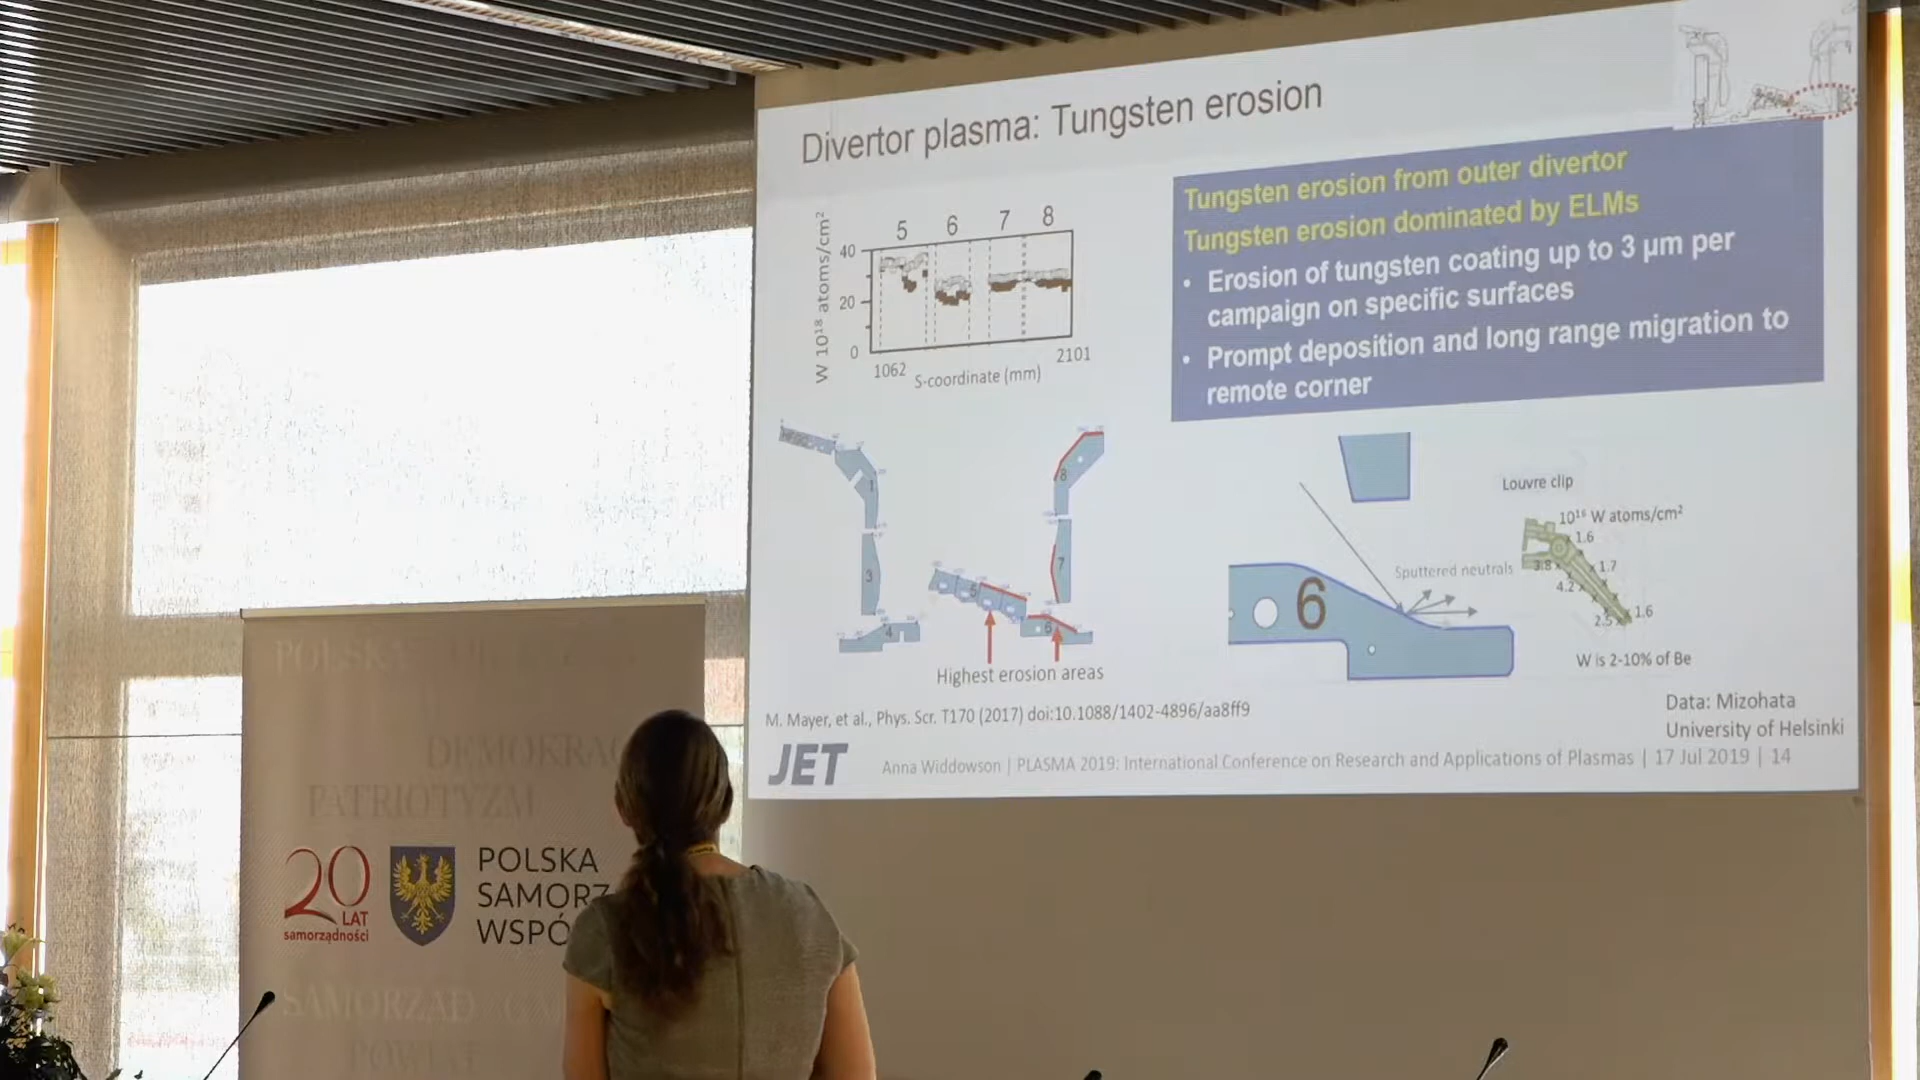 Divertor plasma: Tungsten erosion
Tungsten erosion from outer divertor
Tungsten erosion dominated by ELMs
• Erosion of tungsten coating up to 3 µm per
campaign on specific surfaces
• Prompt deposition and long range migration to
remote corner
W 10¹⁸ atoms/cm²
5 6 7 8
40
20
0
1062
2101
S-coordinate (mm)
1
3
4
5
6
7
8
Highest erosion areas
6
Sputtered neutrals
Louvre clip
10¹⁶ W atoms/cm²
1.6
3.8
1.7
4.2
1.6
2.5
W is 2-10% of Be
M. Mayer, et al., Phys. Scr. T170 (2017) doi:10.1088/1402-4896/aa8ff9
Data: Mizohata
University of Helsinki
JET
Anna Widdowson | PLASMA 2019: International Conference on Research and Applications of Plasmas | 17 Jul 2019 | 14
POLSKA
DEMOKRAC
PATRIOTYZM
20
LAT
samorządności
POLSKA
SAMORZ
WSPÓ
SAMORZĄD
POWIAT